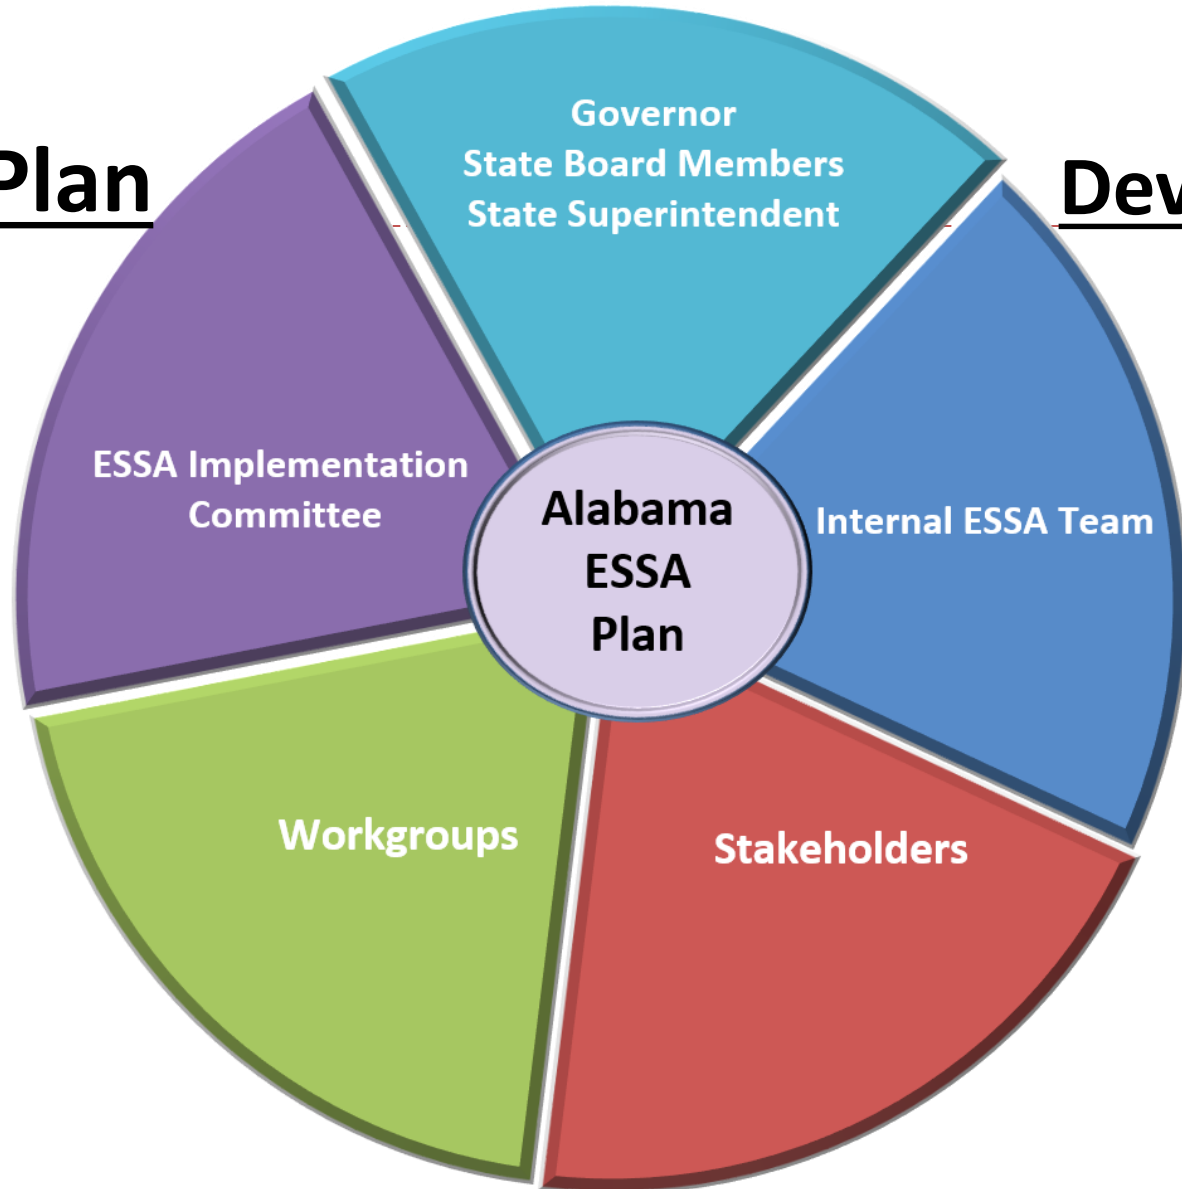 Plan
Dev
Governor
State Board Members
State Superintendent
ESSA Implementation
Committee
Alabama
ESSA
Plan
Internal ESSA Team
Workgroups
Stakeholders